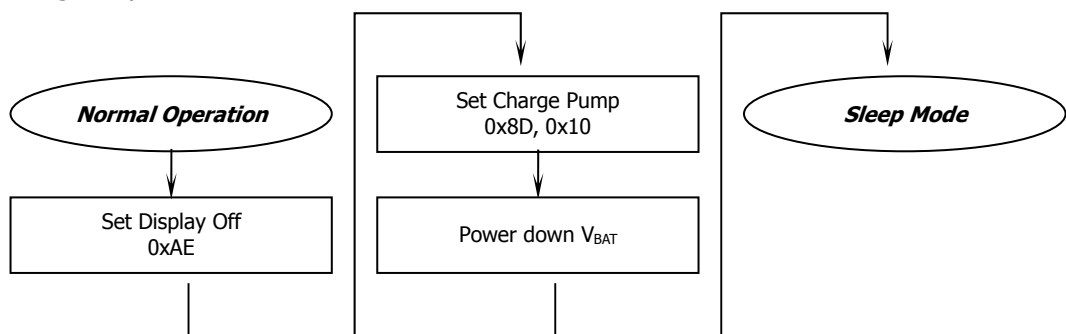 Normal Operation
Set Display Off
0xAE
Set Charge Pump
0x8D, 0x10
Power down VBAT
Sleep Mode